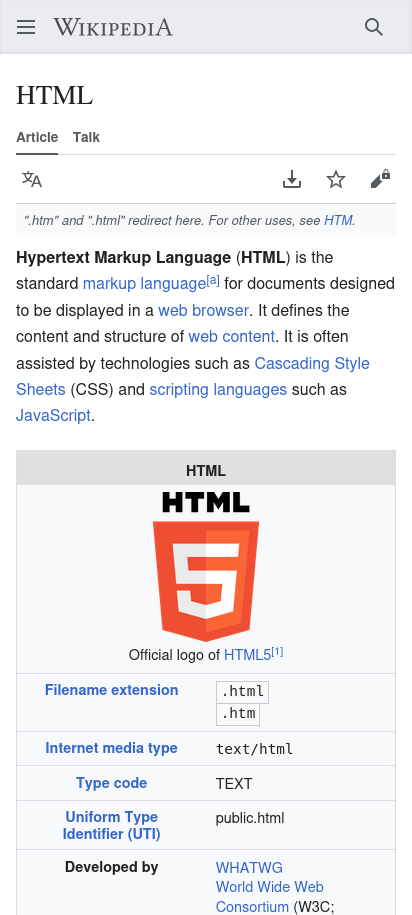 WIKIPEDIA
HTML
Article Talk
".htm" and ".html" redirect here. For other uses, see HTM.
Hypertext Markup Language (HTML) is the
standard markup language[a] for documents designed
to be displayed in a web browser. It defines the
content and structure of web content. It is often
assisted by technologies such as Cascading Style
Sheets (CSS) and scripting languages such as
JavaScript.
HTML
HTML
5
Official logo of HTML5[1]
Filename extension .html
.htm
Internet media type text/html
Type code TEXT
Uniform Type public.html
Identifier (UTI)
Developed by WHATWG
World Wide Web
Consortium (W3C;